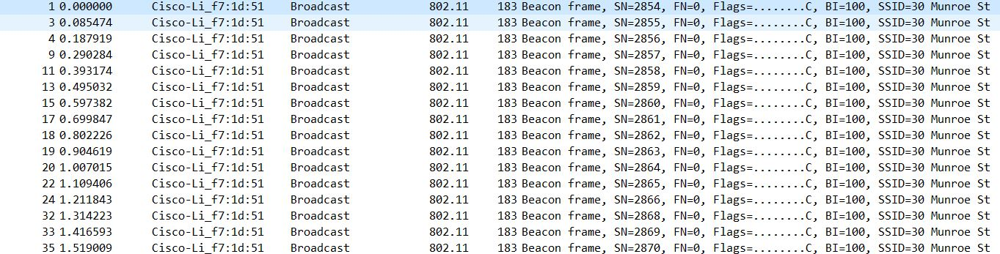 1 0.000000 Cisco-Li_f7:1d:51 Broadcast 802.11 183 Beacon frame, SN=2854, FN=0, Flags=........C, BI=100, SSID=30 Munroe St
3 0.085474 Cisco-Li_f7:1d:51 Broadcast 802.11 183 Beacon frame, SN=2855, FN=0, Flags=........C, BI=100, SSID=30 Munroe St
4 0.187919 Cisco-Li_f7:1d:51 Broadcast 802.11 183 Beacon frame, SN=2856, FN=0, Flags=........C, BI=100, SSID=30 Munroe St
9 0.290284 Cisco-Li_f7:1d:51 Broadcast 802.11 183 Beacon frame, SN=2857, FN=0, Flags=........C, BI=100, SSID=30 Munroe St
11 0.393174 Cisco-Li_f7:1d:51 Broadcast 802.11 183 Beacon frame, SN=2858, FN=0, Flags=........C, BI=100, SSID=30 Munroe St
13 0.495032 Cisco-Li_f7:1d:51 Broadcast 802.11 183 Beacon frame, SN=2859, FN=0, Flags=........C, BI=100, SSID=30 Munroe St
15 0.597382 Cisco-Li_f7:1d:51 Broadcast 802.11 183 Beacon frame, SN=2860, FN=0, Flags=........C, BI=100, SSID=30 Munroe St
17 0.699847 Cisco-Li_f7:1d:51 Broadcast 802.11 183 Beacon frame, SN=2861, FN=0, Flags=........C, BI=100, SSID=30 Munroe St
18 0.802226 Cisco-Li_f7:1d:51 Broadcast 802.11 183 Beacon frame, SN=2862, FN=0, Flags=........C, BI=100, SSID=30 Munroe St
19 0.904619 Cisco-Li_f7:1d:51 Broadcast 802.11 183 Beacon frame, SN=2863, FN=0, Flags=........C, BI=100, SSID=30 Munroe St
20 1.007015 Cisco-Li_f7:1d:51 Broadcast 802.11 183 Beacon frame, SN=2864, FN=0, Flags=........C, BI=100, SSID=30 Munroe St
22 1.109406 Cisco-Li_f7:1d:51 Broadcast 802.11 183 Beacon frame, SN=2865, FN=0, Flags=........C, BI=100, SSID=30 Munroe St
24 1.211843 Cisco-Li_f7:1d:51 Broadcast 802.11 183 Beacon frame, SN=2866, FN=0, Flags=........C, BI=100, SSID=30 Munroe St
32 1.314223 Cisco-Li_f7:1d:51 Broadcast 802.11 183 Beacon frame, SN=2868, FN=0, Flags=........C, BI=100, SSID=30 Munroe St
33 1.416593 Cisco-Li_f7:1d:51 Broadcast 802.11 183 Beacon frame, SN=2869, FN=0, Flags=........C, BI=100, SSID=30 Munroe St
35 1.519009 Cisco-Li_f7:1d:51 Broadcast 802.11 183 Beacon frame, SN=2870, FN=0, Flags=........C, BI=100, SSID=30 Munroe St